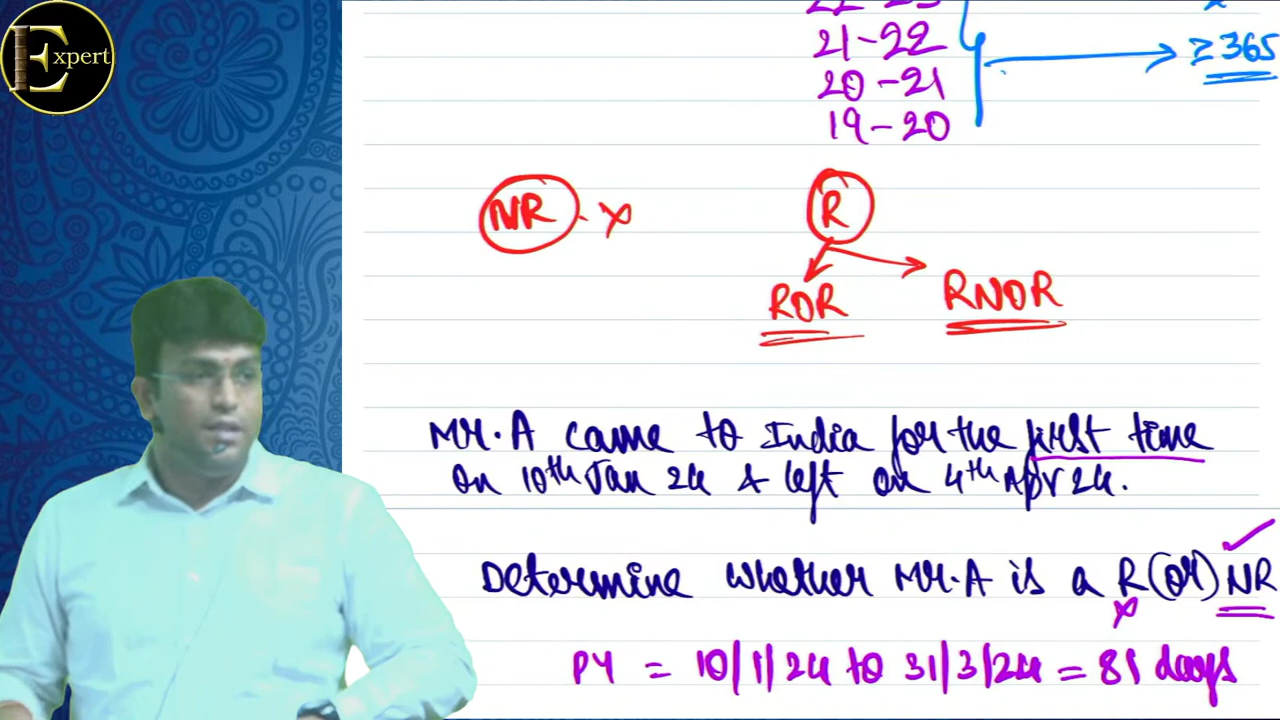 Expert
21-22
≥365
20-21
19-20
NR x R
ROR RNOR
Mr. A came to India for the first time
on 10th Jan 24 & left on 4th Apr 24.
Determine whether Mr. A is a R (or) NR
PY = 10/1/24 to 31/3/24 = 81 days